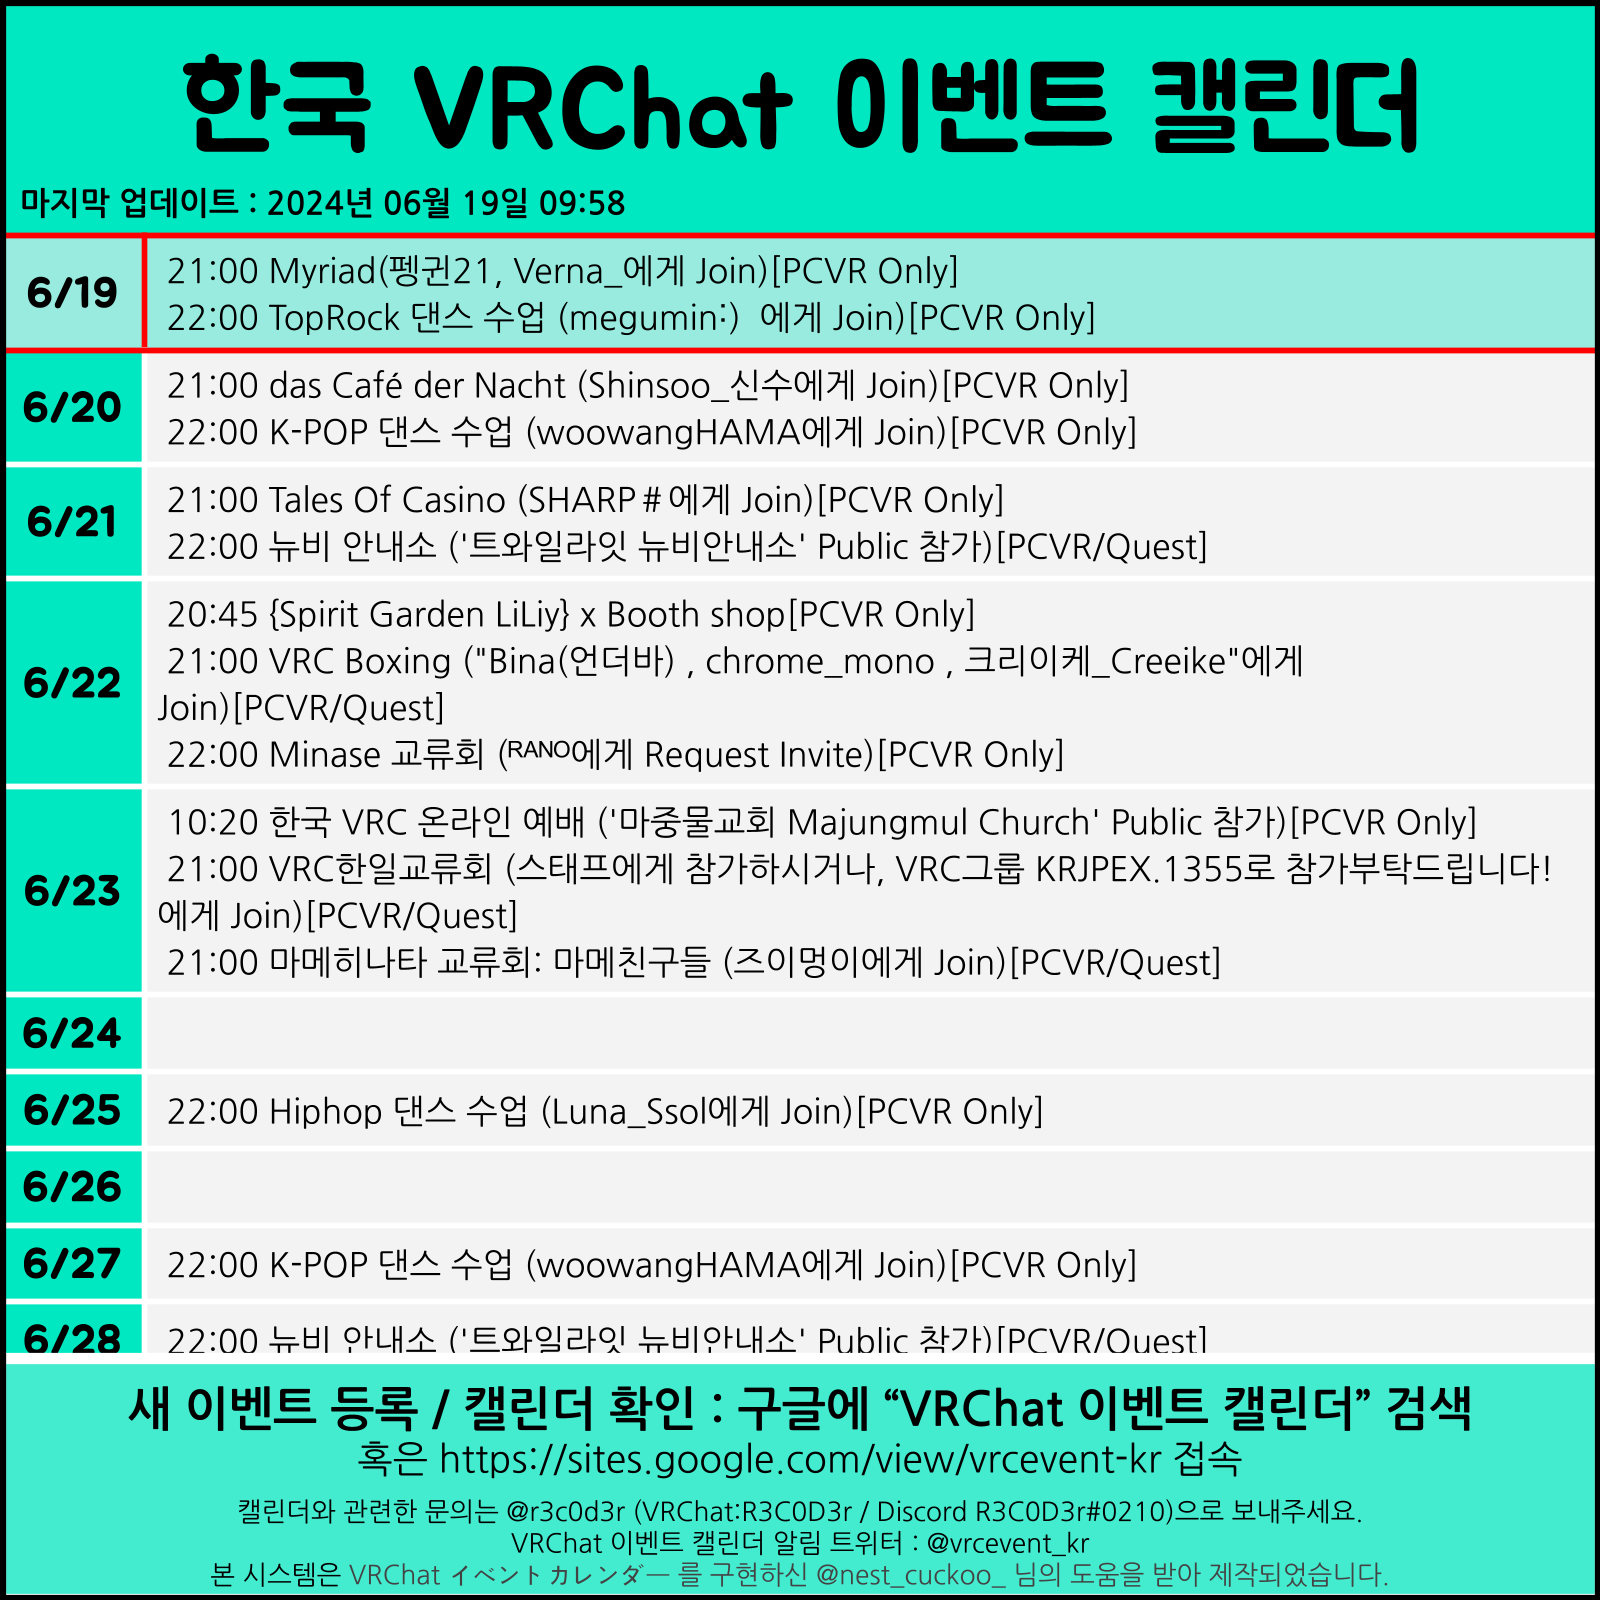 한국 VRChat 이벤트 캘린더
마지막 업데이트 : 2024년 06월 19일 09:58
6/19
21:00 Myriad(펭귄21, Verna_에게 Join)[PCVR Only]
22:00 TopRock 댄스 수업 (megumin:)  에게 Join)[PCVR Only]
6/20
21:00 das Café der Nacht (Shinsoo_신수에게 Join)[PCVR Only]
22:00 K-POP 댄스 수업 (woowangHAMA에게 Join)[PCVR Only]
6/21
21:00 Tales Of Casino (SHARP＃에게 Join)[PCVR Only]
22:00 뉴비 안내소 ('트와일라잇 뉴비안내소' Public 참가)[PCVR/Quest]
6/22
20:45 {Spirit Garden LiLiy} x Booth shop[PCVR Only]
21:00 VRC Boxing ("Bina(언더바) , chrome_mono , 크리이케_Creeike"에게
Join)[PCVR/Quest]
22:00 Minase 교류회 (ᴿᴬᴺᴼ에게 Request Invite)[PCVR Only]
6/23
10:20 한국 VRC 온라인 예배 ('마중물교회 Majungmul Church' Public 참가)[PCVR Only]
21:00 VRC한일교류회 (스태프에게 참가하시거나, VRC그룹 KRJPEX.1355로 참가부탁드립니다!
에게 Join)[PCVR/Quest]
21:00 마메히나타 교류회: 마메친구들 (즈이멍이에게 Join)[PCVR/Quest]
6/24
6/25
22:00 Hiphop 댄스 수업 (Luna_Ssol에게 Join)[PCVR Only]
6/26
6/27
22:00 K-POP 댄스 수업 (woowangHAMA에게 Join)[PCVR Only]
6/28
22:00 뉴비 안내소 ('트와일라잇 뉴비안내소' Public 참가)[PCVR/Quest]
새 이벤트 등록 / 캘린더 확인 : 구글에 “VRChat 이벤트 캘린더” 검색
혹은 https://sites.google.com/view/vrcevent-kr 접속
캘린더와 관련한 문의는 @r3c0d3r (VRChat:R3C0D3r / Discord R3C0D3r#0210)으로 보내주세요.
VRChat 이벤트 캘린더 알림 트위터 : @vrcevent_kr
본 시스템은 VRChat イベントカレンダー 를 구현하신 @nest_cuckoo_ 님의 도움을 받아 제작되었습니다.